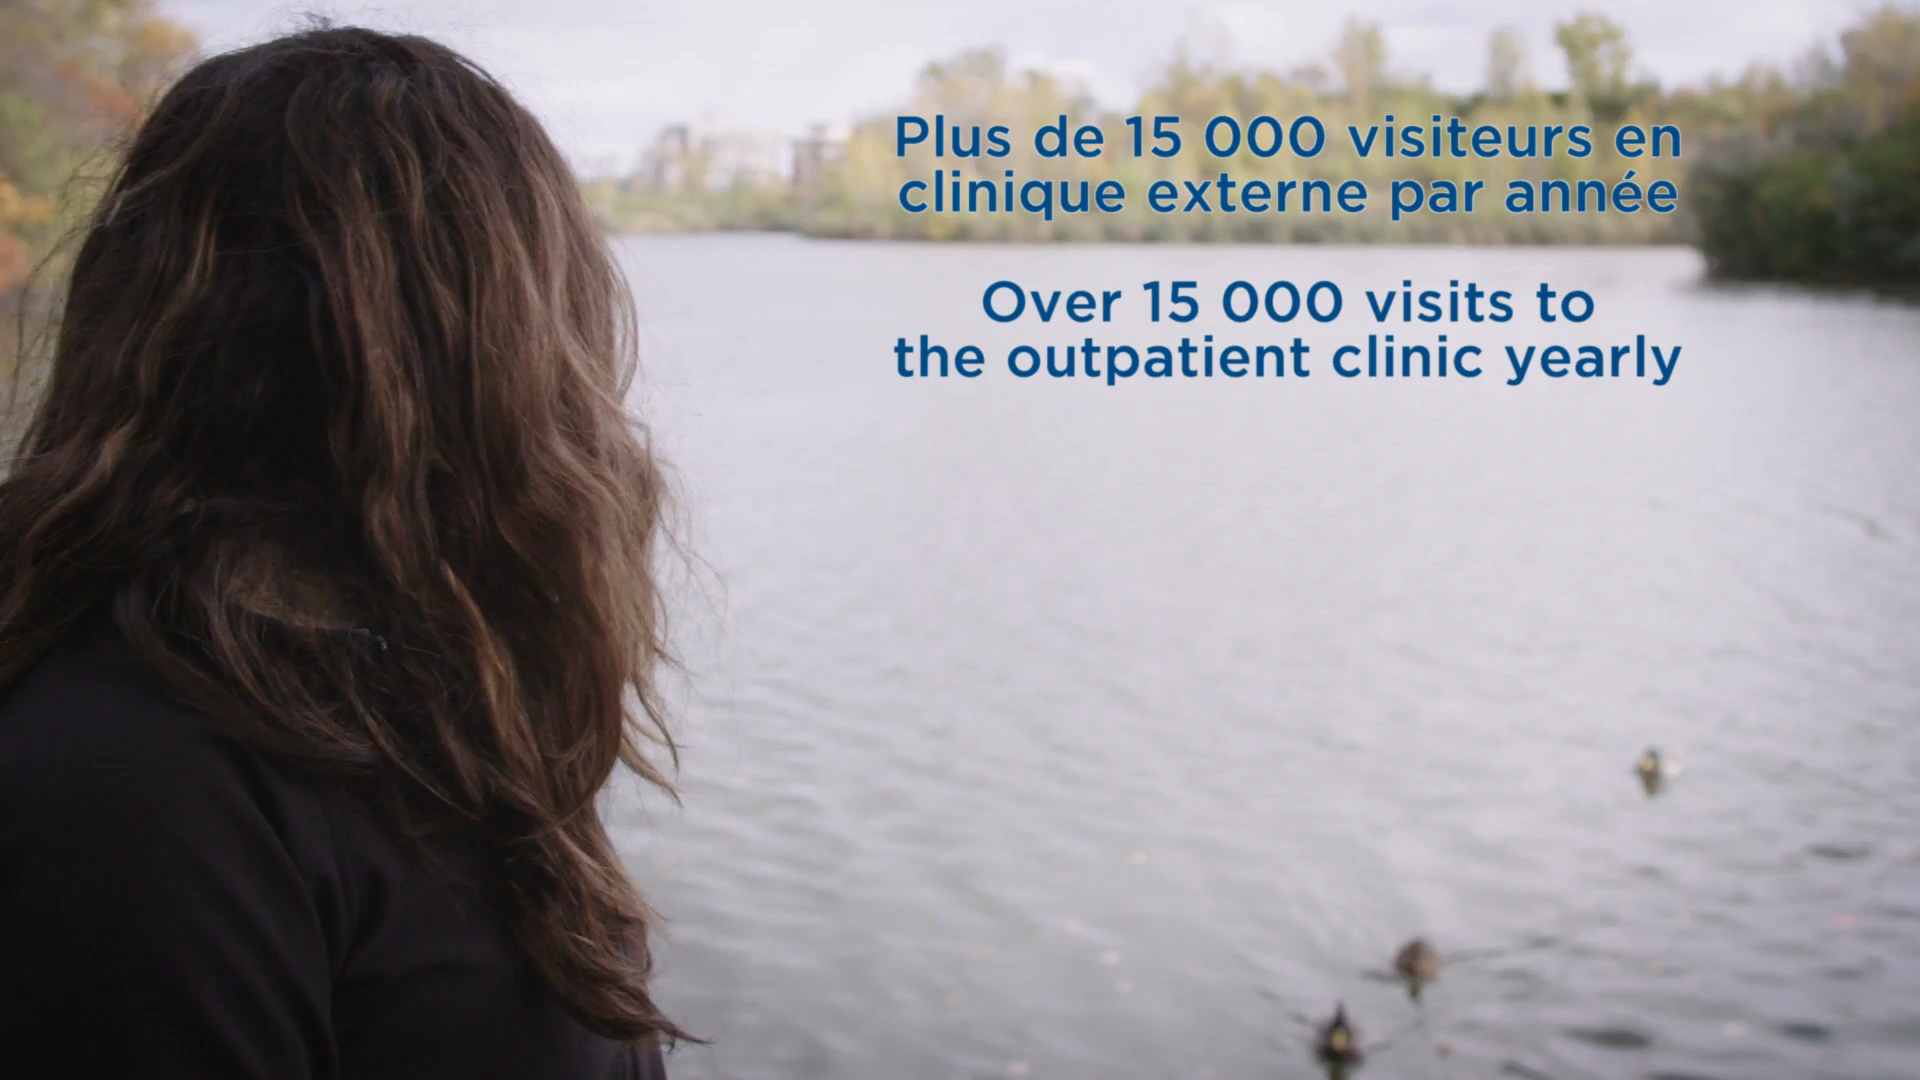 Plus de 15 000 visiteurs en
clinique externe par année
Over 15 000 visits to
the outpatient clinic yearly